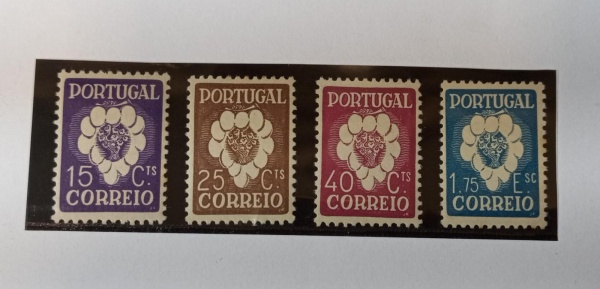 PORTUGAL
15 CTS
CORREIO
PORTUGAL
25 CTS
CORREIO
PORTUGAL
40 CTS
CORREIO
PORTUGAL
1.75 ESC
CORREIO